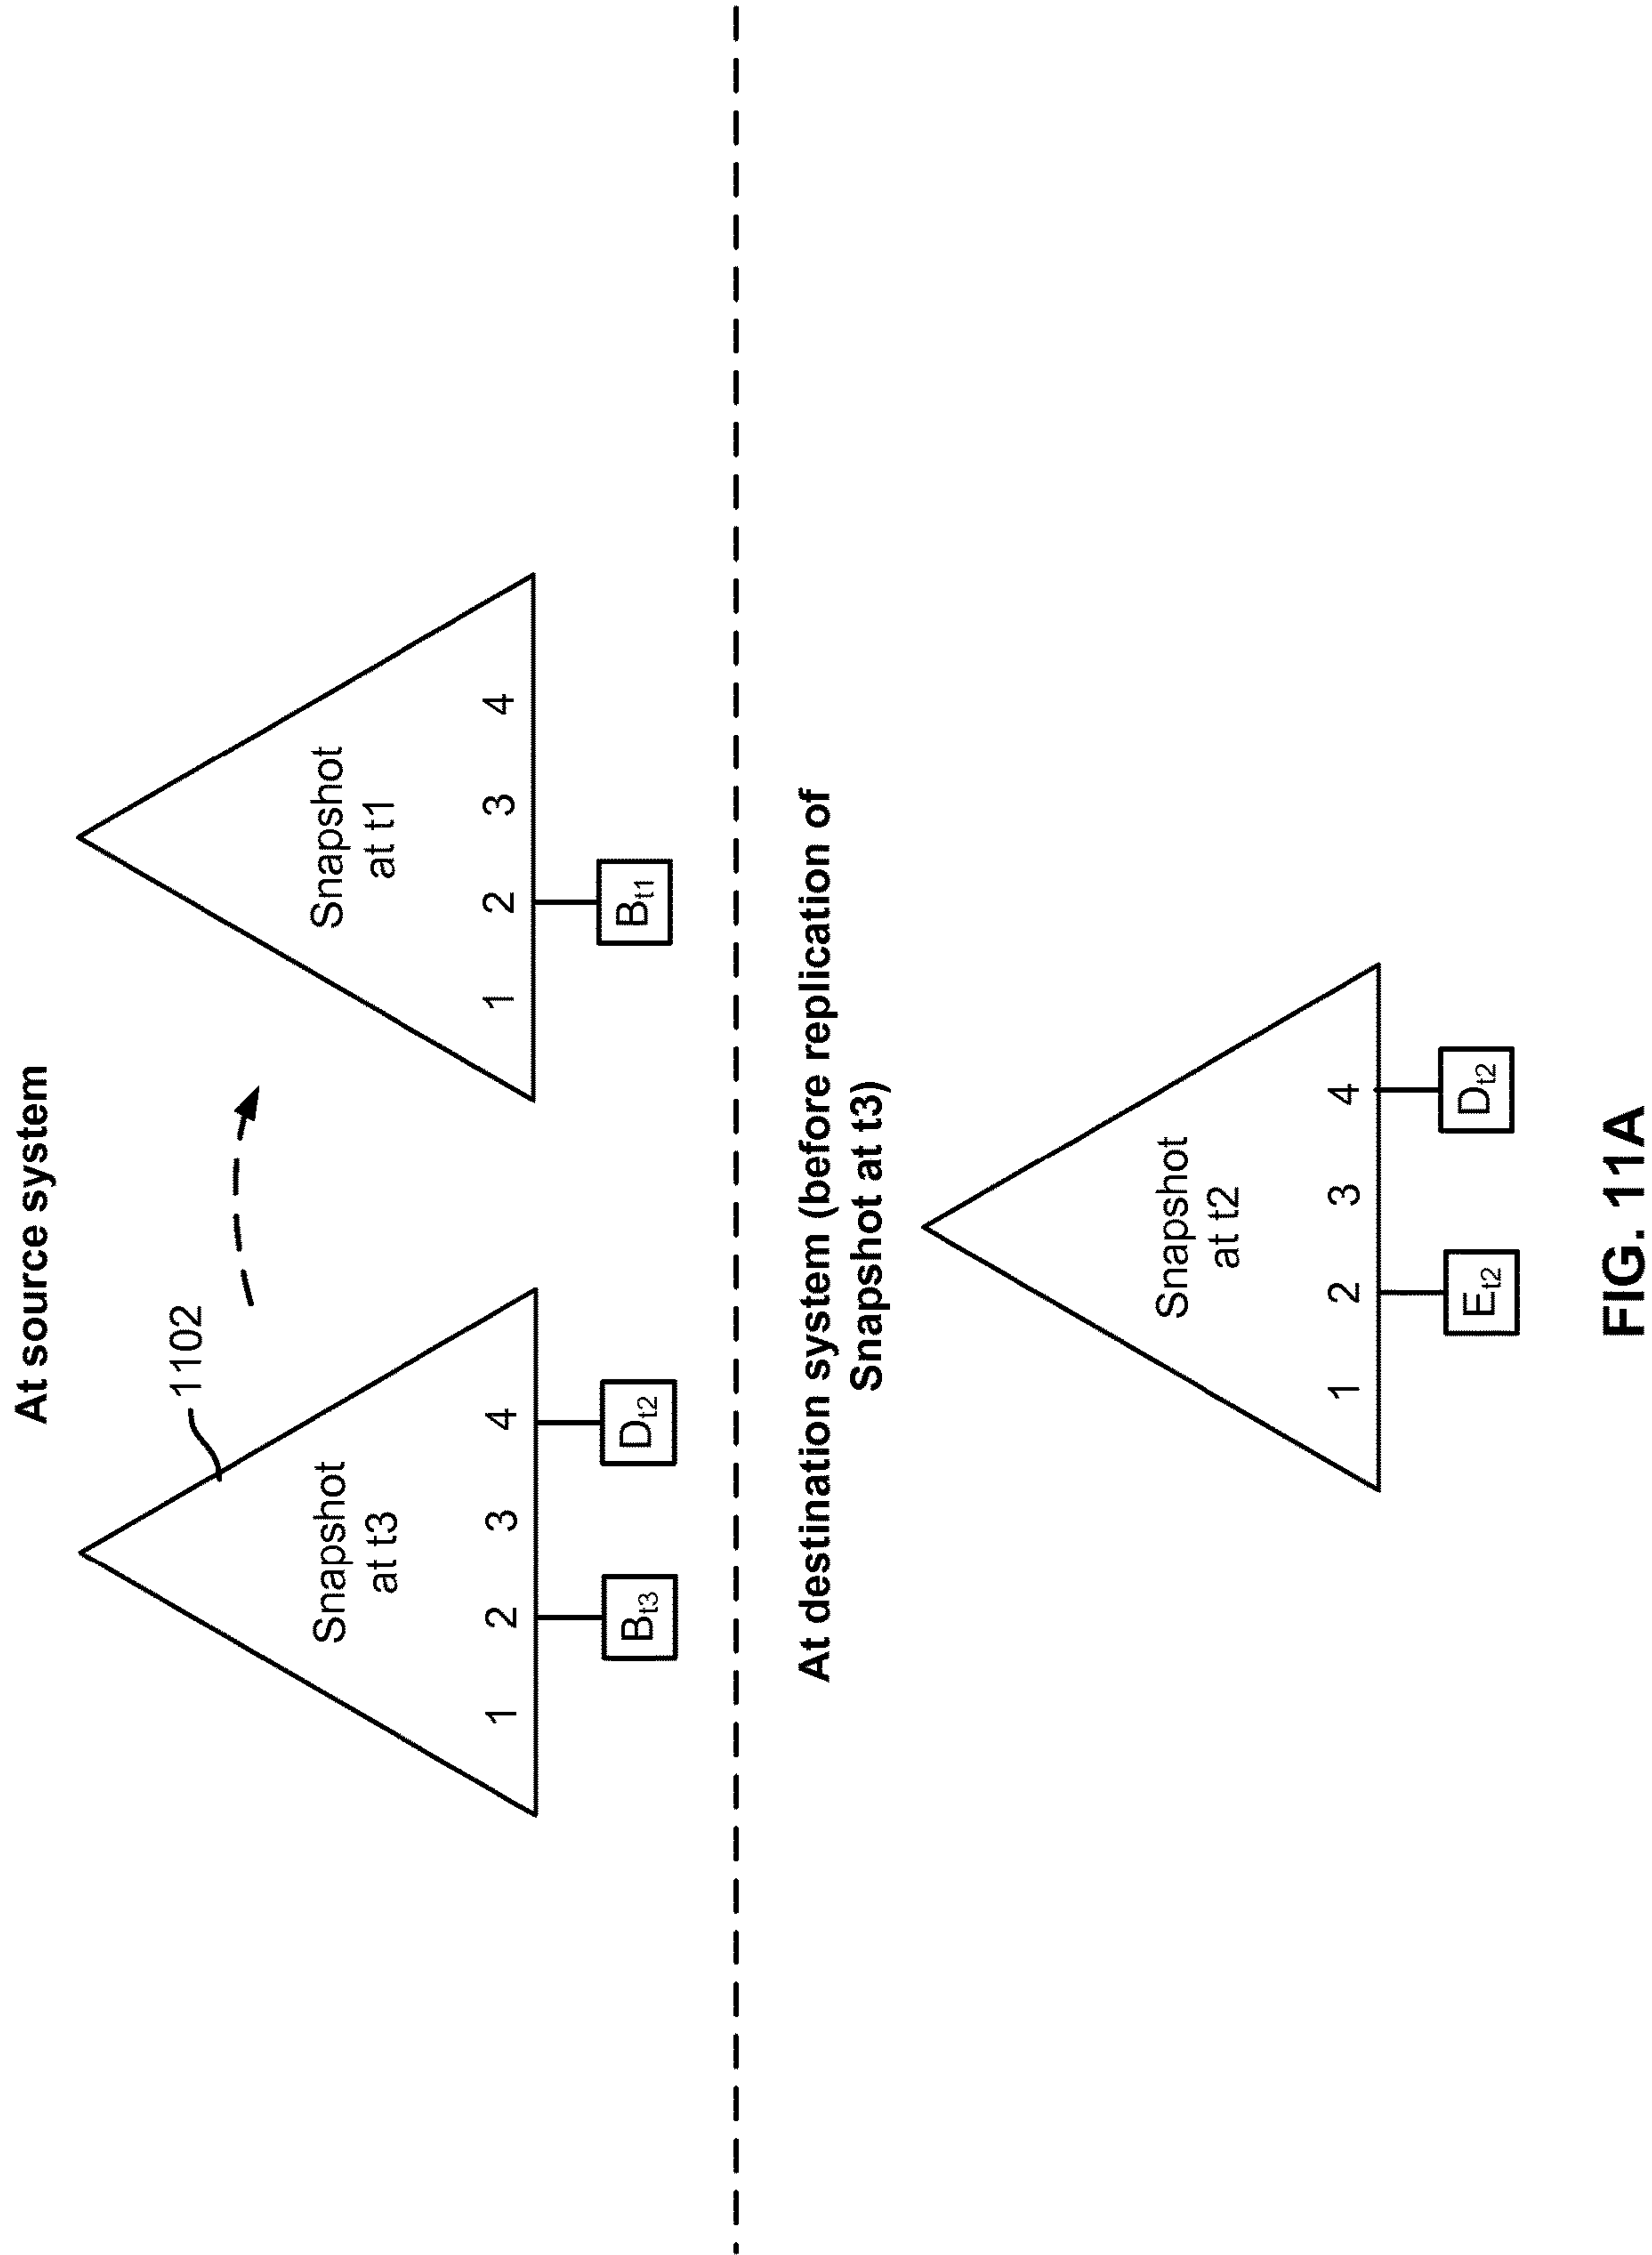 At source system
1102
Snapshot
at t3
1 2 3 4
Bt3 Dt2
Snapshot
at t1
1 2 3 4
Bt1
At destination system (before replication of
Snapshot at t3)
Snapshot
at t2
1 2 3 4
Et2 Dt2
FIG. 11A